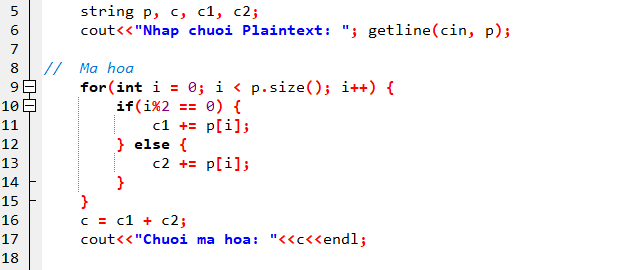 5 string p, c, c1, c2;
6 cout<<"Nhap chuoi Plaintext: "; getline(cin, p);
7
8 // Ma hoa
9 for(int i = 0; i < p.size(); i++) {
10 if(i%2 == 0) {
11 c1 += p[i];
12 } else {
13 c2 += p[i];
14 }
15 }
16 c = c1 + c2;
17 cout<<"Chuoi ma hoa: "<<c<<endl;
18